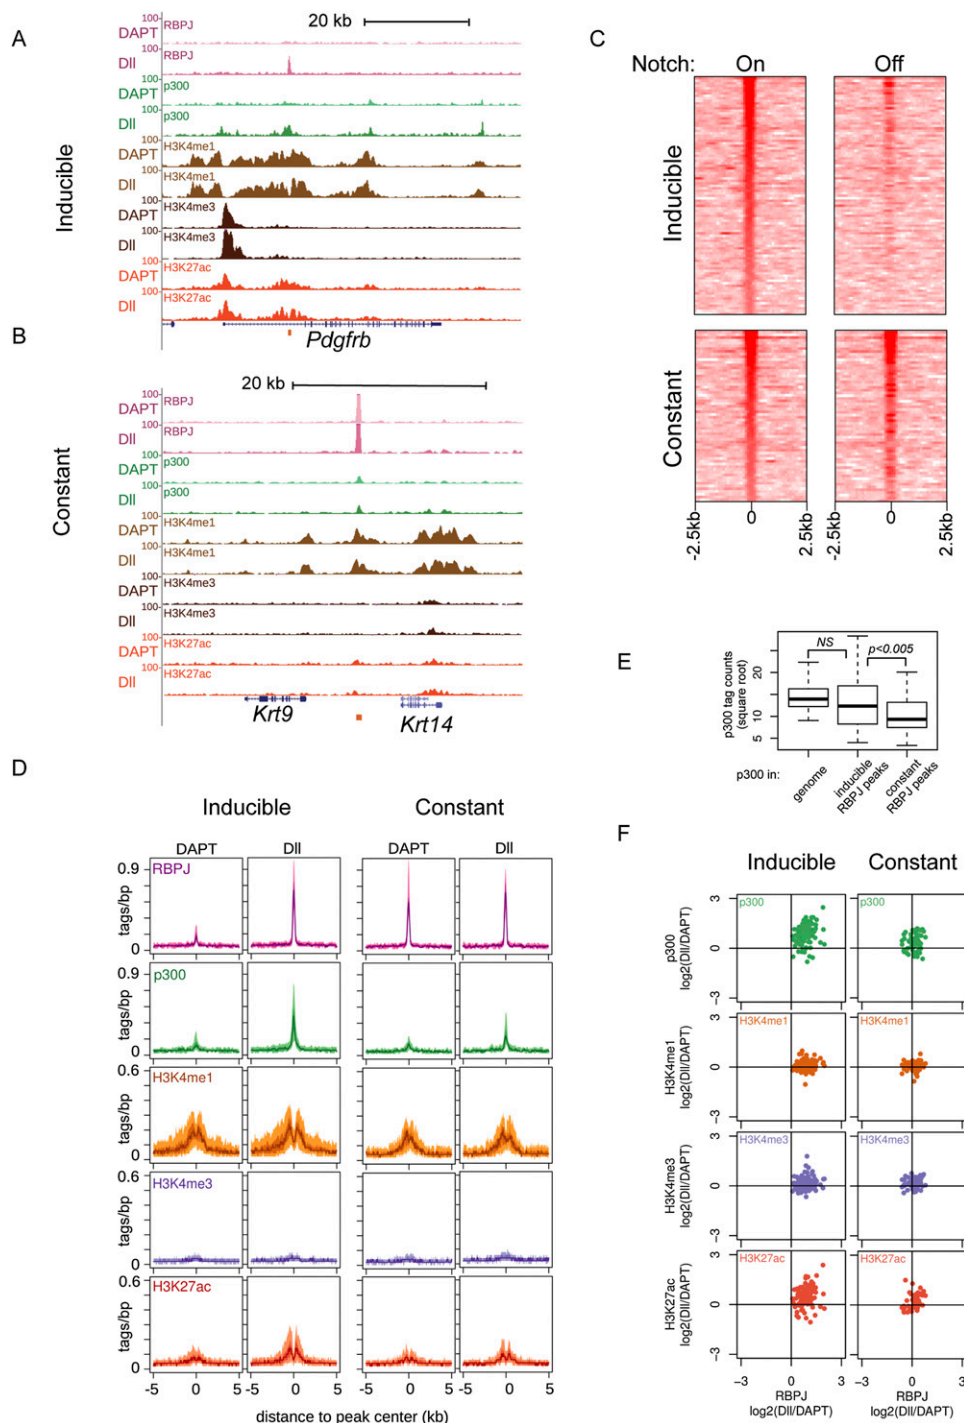 A
20 kb
DAPT 100 RBPJ
Dll 100 RBPJ
DAPT 100 p300
Dll 100 p300
DAPT 100 H3K4me1
Dll 100 H3K4me1
DAPT 100 H3K4me3
Dll 100 H3K4me3
DAPT 100 H3K27ac
Dll 100 H3K27ac
Inducible
Pdgfrb
B
20 kb
DAPT 100 RBPJ
Dll 100 RBPJ
DAPT 100 p300
Dll 100 p300
DAPT 100 H3K4me1
Dll 100 H3K4me1
DAPT 100 H3K4me3
Dll 100 H3K4me3
DAPT 100 H3K27ac
Dll 100 H3K27ac
Constant
Krt9 Krt14
C
Notch: On Off
Inducible
Constant
-2.5kb 0 2.5kb -2.5kb 0 2.5kb
D
Inducible Constant
DAPT Dll DAPT Dll
RBPJ
0.9
tags/bp
0
p300
0.9
tags/bp
0
H3K4me1
0.6
tags/bp
0
H3K4me3
0.6
tags/bp
0
H3K27ac
0.6
tags/bp
0
-5 0 5 -5 0 5 -5 0 5 -5 0 5
distance to peak center (kb)
E
NS
p<0.005
p300 tag counts
(square root)
20
10
5
p300 in:
genome
inducible
RBPJ peaks
constant
RBPJ peaks
F
Inducible Constant
p300 p300
p300
log2(Dll/DAPT)
3
0
−3
H3K4me1 H3K4me1
H3K4me1
log2(Dll/DAPT)
3
0
−3
H3K4me3 H3K4me3
H3K4me3
log2(Dll/DAPT)
3
0
−3
H3K27ac H3K27ac
H3K27ac
log2(Dll/DAPT)
3
0
−3
−3 0 3 −3 0 3
RBPJ RBPJ
log2(Dll/DAPT) log2(Dll/DAPT)